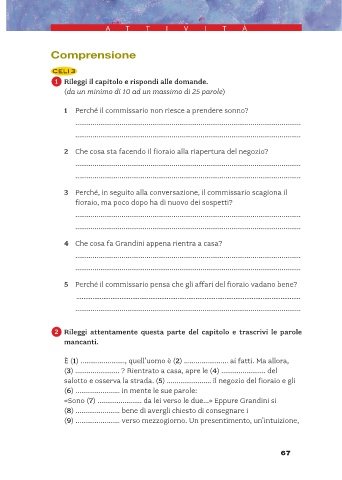 ATTIVITÀ
Comprensione
CELI 3
1 Rileggi il capitolo e rispondi alle domande.
(da un minimo di 10 ad un massimo di 25 parole)
1 Perché il commissario non riesce a prendere sonno?
2 Che cosa sta facendo il fioraio alla riapertura del negozio?
3 Perché, in seguito alla conversazione, il commissario scagiona il
fioraio, ma poco dopo ha di nuovo dei sospetti?
4 Che cosa fa Grandini appena rientra a casa?
5 Perché il commissario pensa che gli affari del fioraio vadano bene?
2 Rileggi attentamente questa parte del capitolo e trascrivi le parole
mancanti.
È (1) ......................, quell'uomo è (2) ...................... ai fatti. Ma allora,
(3) ...................... ? Rientrato a casa, apre le (4) ...................... del
salotto e osserva la strada. (5) ...................... il negozio del fioraio e gli
(6) ...................... in mente le sue parole:
«Sono (7) ...................... da lei verso le due...» Eppure Grandini si
(8) ...................... bene di avergli chiesto di consegnare i
(9) ...................... verso mezzogiorno. Un presentimento, un'intuizione,
67